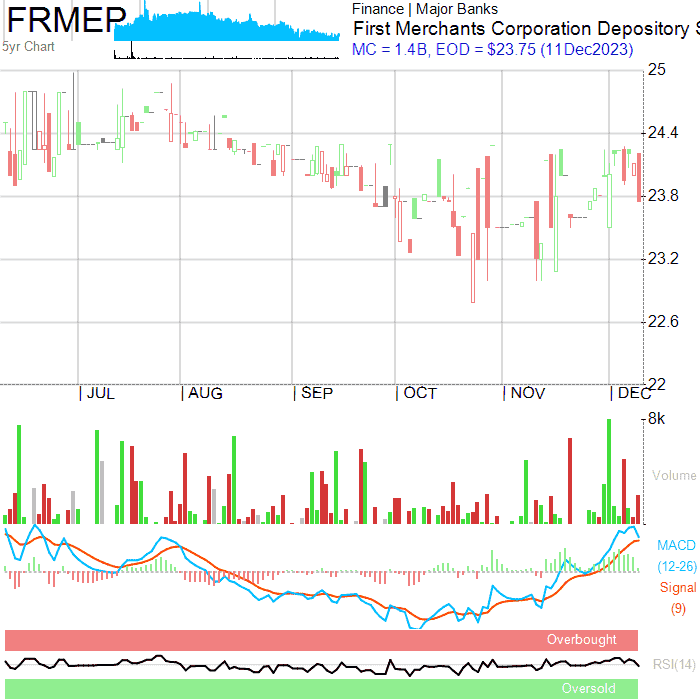 FRMEP
5yr Chart
Finance | Major Banks
First Merchants Corporation Depository S
MC = 1.4B, EOD = $23.75 (11Dec2023)
25
24.4
23.8
23.2
22.6
22
| JUL
| AUG
| SEP
| OCT
| NOV
| DEC
8k
Volume
MACD
(12-26)
Signal
(9)
Overbought
RSI(14)
Oversold